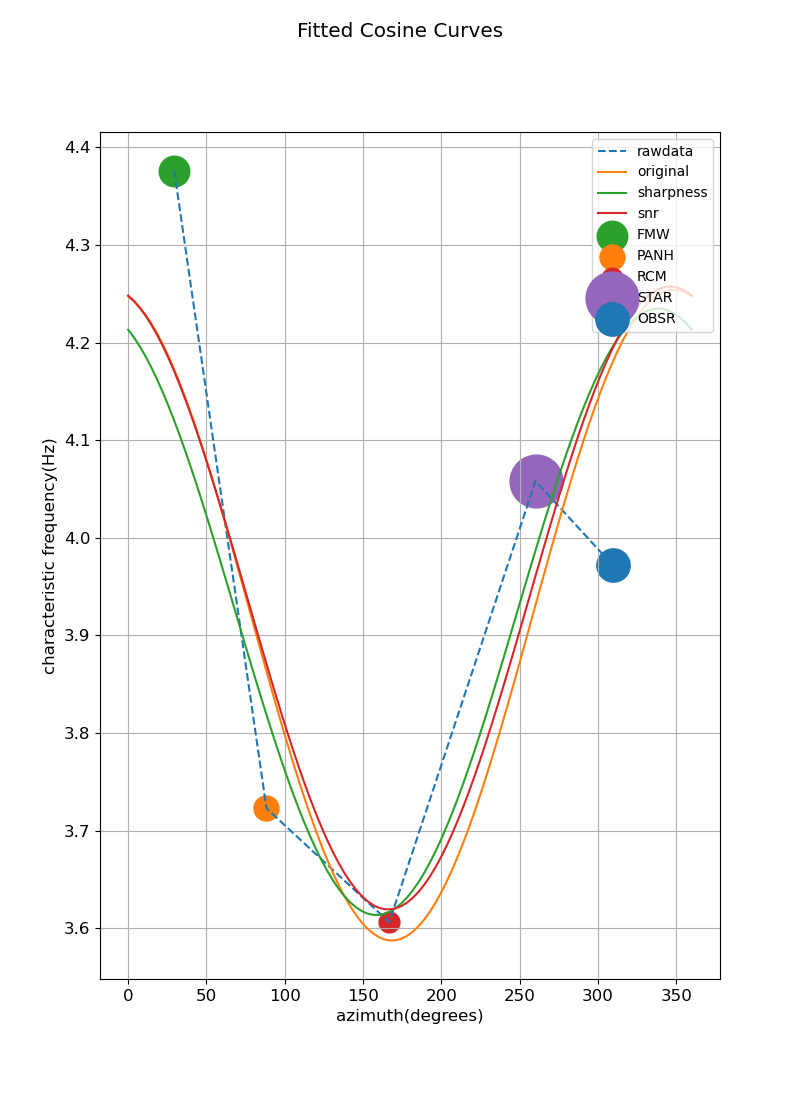 Fitted Cosine Curves
4.4
4.3
4.2
4.1
4.0
3.9
3.8
3.7
3.6
characteristic frequency(Hz)
rawdata
original
sharpness
snr
FMW
PANH
RCM
STAR
OBSR
0 50 100 150 200 250 300 350
azimuth(degrees)